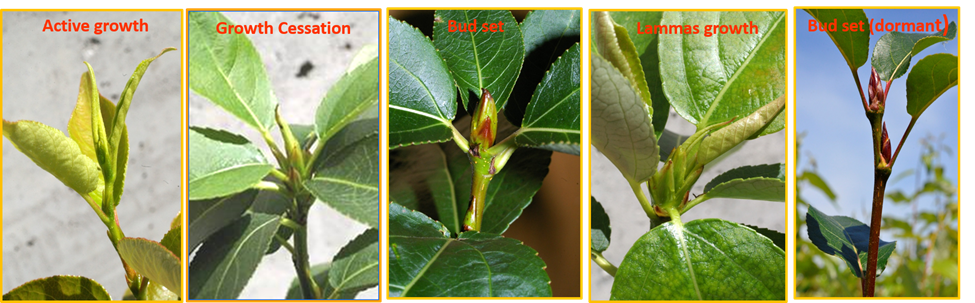 Active growth
Growth Cessation
Bud set
Lammas growth
Bud set (dormant)